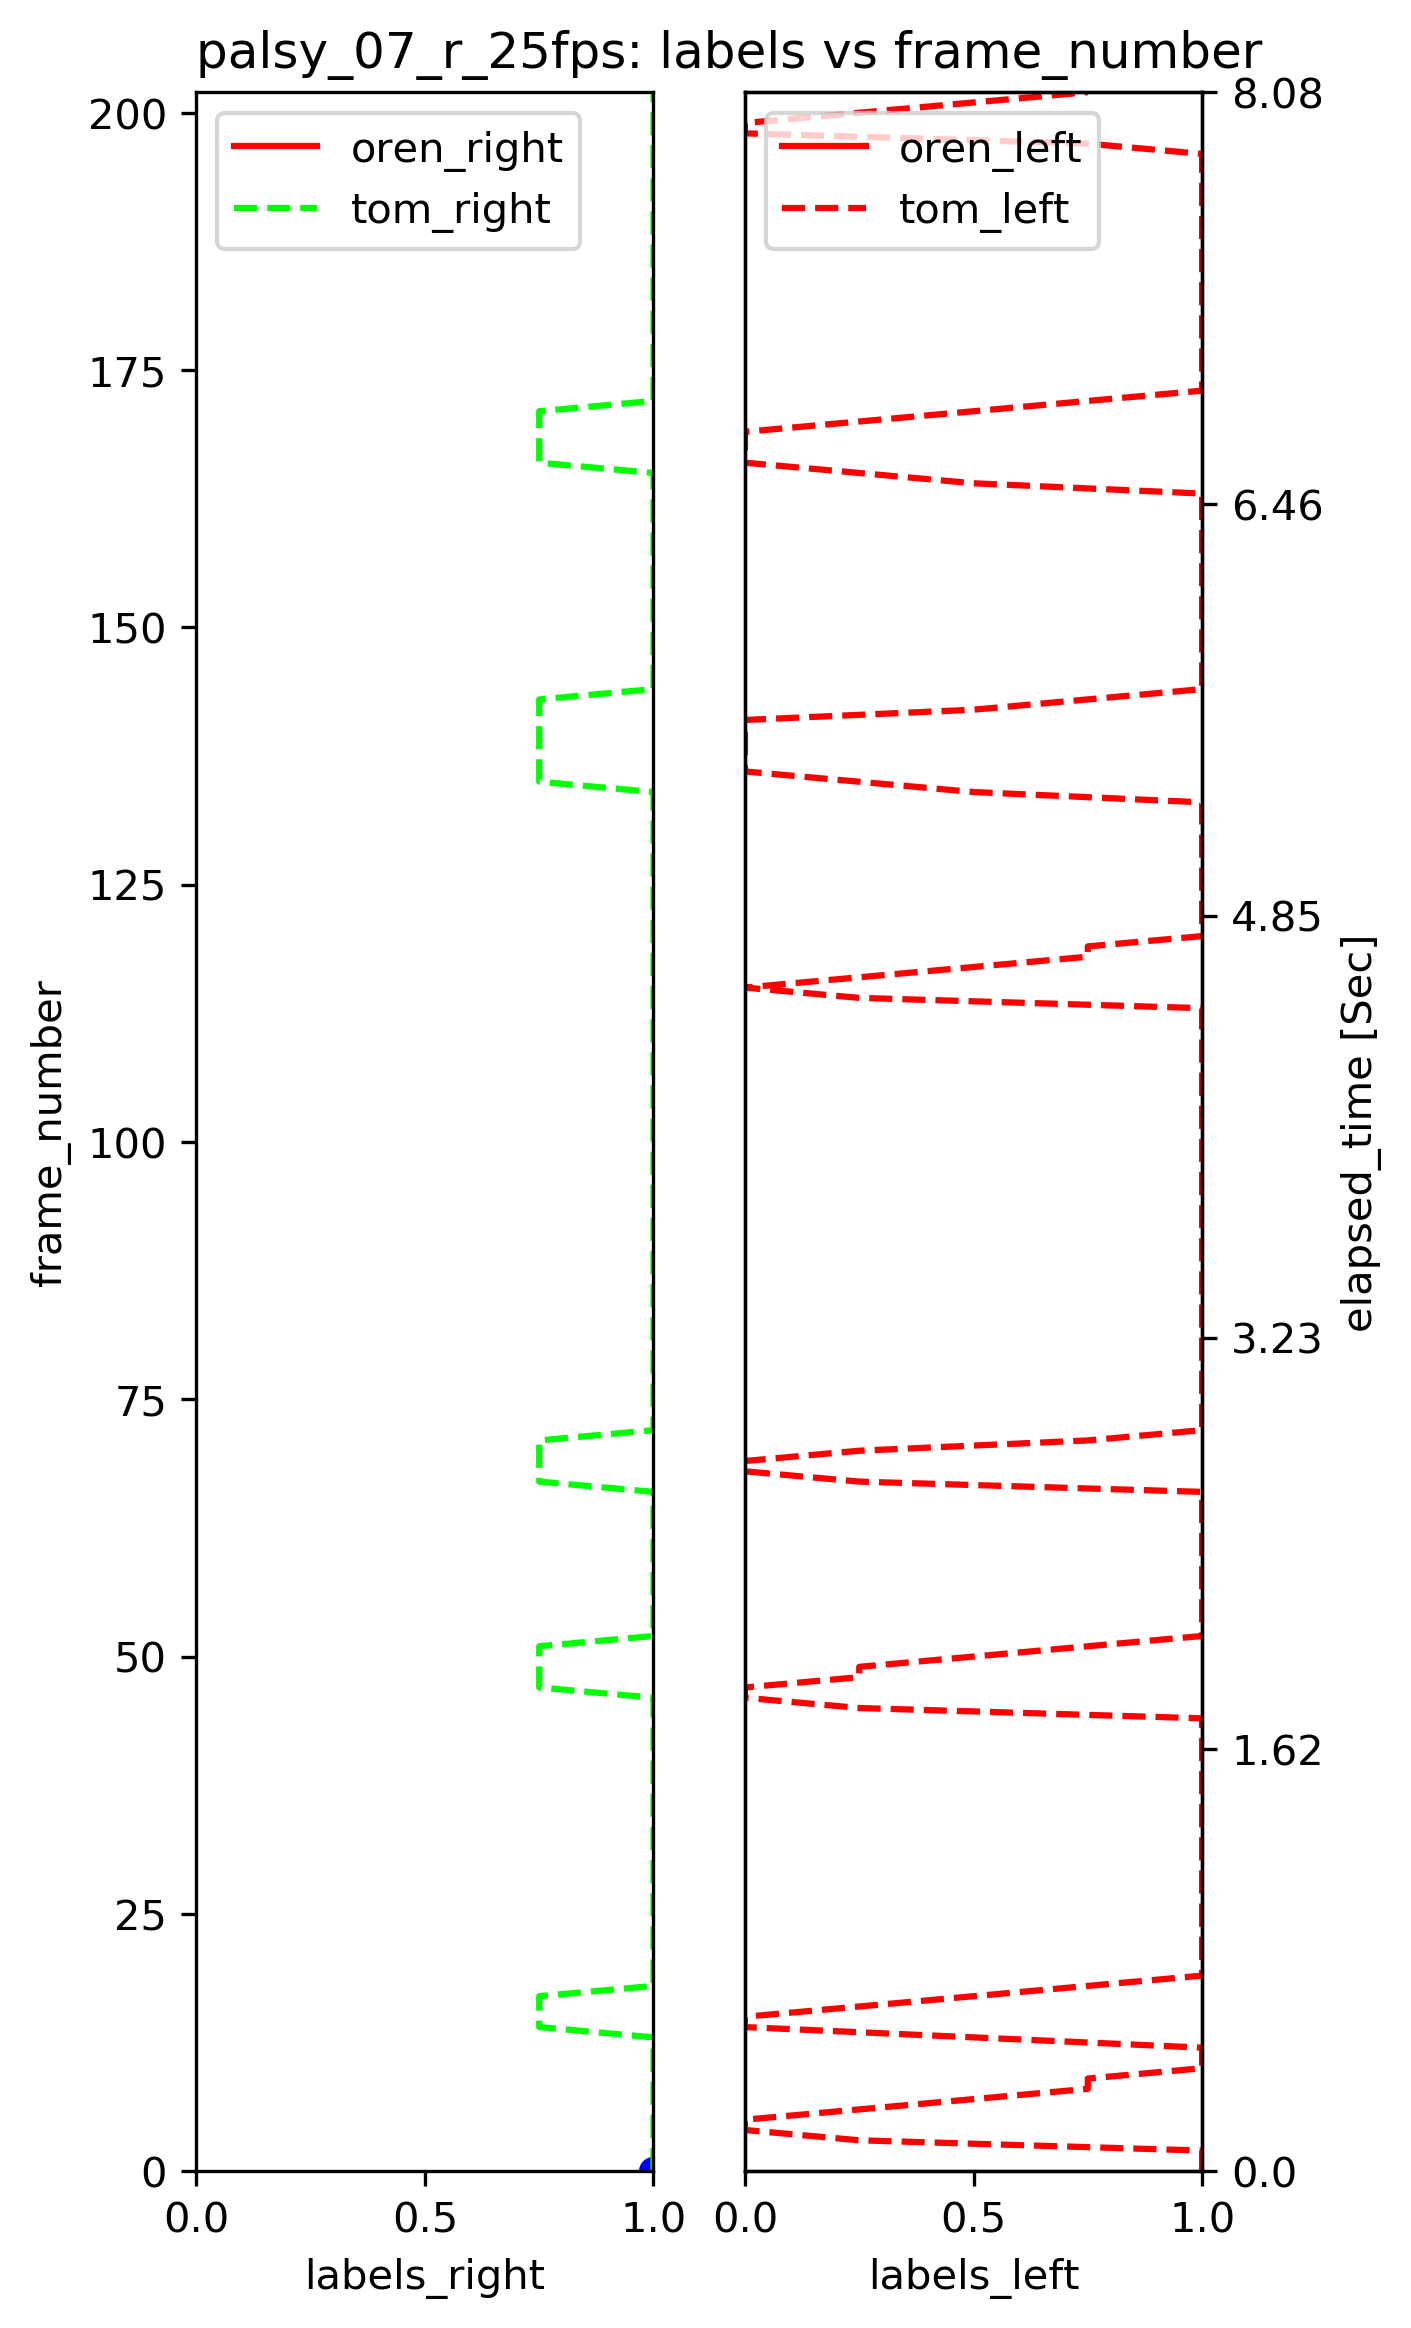 palsy_07_r_25fps: labels vs frame_number
oren_right
tom_right
oren_left
tom_left
200
175
150
125
100
75
50
25
0
frame_number
0.0 0.5 1.0
labels_right
0.0 0.5 1.0
labels_left
8.08
6.46
4.85
3.23
1.62
0.0
elapsed_time [Sec]